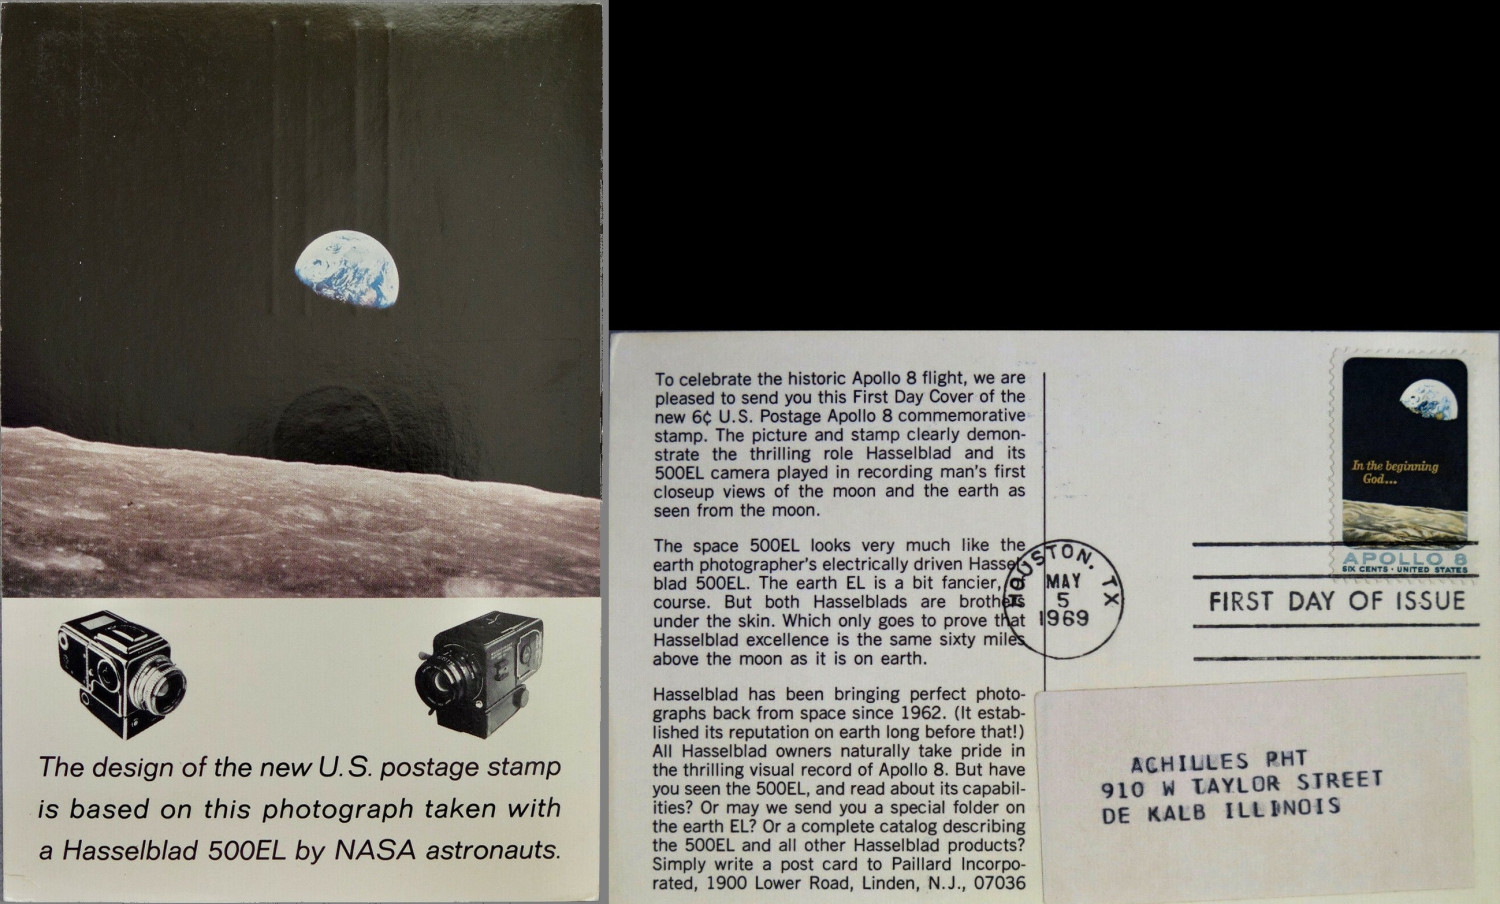 The design of the new U.S. postage stamp
is based on this photograph taken with
a Hasselblad 500EL by NASA astronauts.
To celebrate the historic Apollo 8 flight, we are
pleased to send you this First Day Cover of the
new 6¢ U.S. Postage Apollo 8 commemorative
stamp. The picture and stamp clearly demon-
strate the thrilling role Hasselblad and its
500EL camera played in recording man's first
closeup views of the moon and the earth as
seen from the moon.
The space 500EL looks very much like the
earth photographer's electrically driven Hassel-
blad 500EL. The earth EL is a bit fancier, of
course. But both Hasselblads are brothers
under the skin. Which only goes to prove that
Hasselblad excellence is the same sixty miles
above the moon as it is on earth.
Hasselblad has been bringing perfect photo-
graphs back from space since 1962. (It estab-
lished its reputation on earth long before that!)
All Hasselblad owners naturally take pride in
the thrilling visual record of Apollo 8. But have
you seen the 500EL, and read about its capabil-
ities? Or may we send you a special folder on
the earth EL? Or a complete catalog describing
the 500EL and all other Hasselblad products?
Simply write a post card to Paillard Incorpo-
rated, 1900 Lower Road, Linden, N.J., 07036
In the beginning
God...
APOLLO 8
SIX CENTS · UNITED STATES
HOUSTON, TX
MAY
5
1969
FIRST DAY OF ISSUE
ACHILLES PHT
910 W TAYLOR STREET
DE KALB ILLINOIS